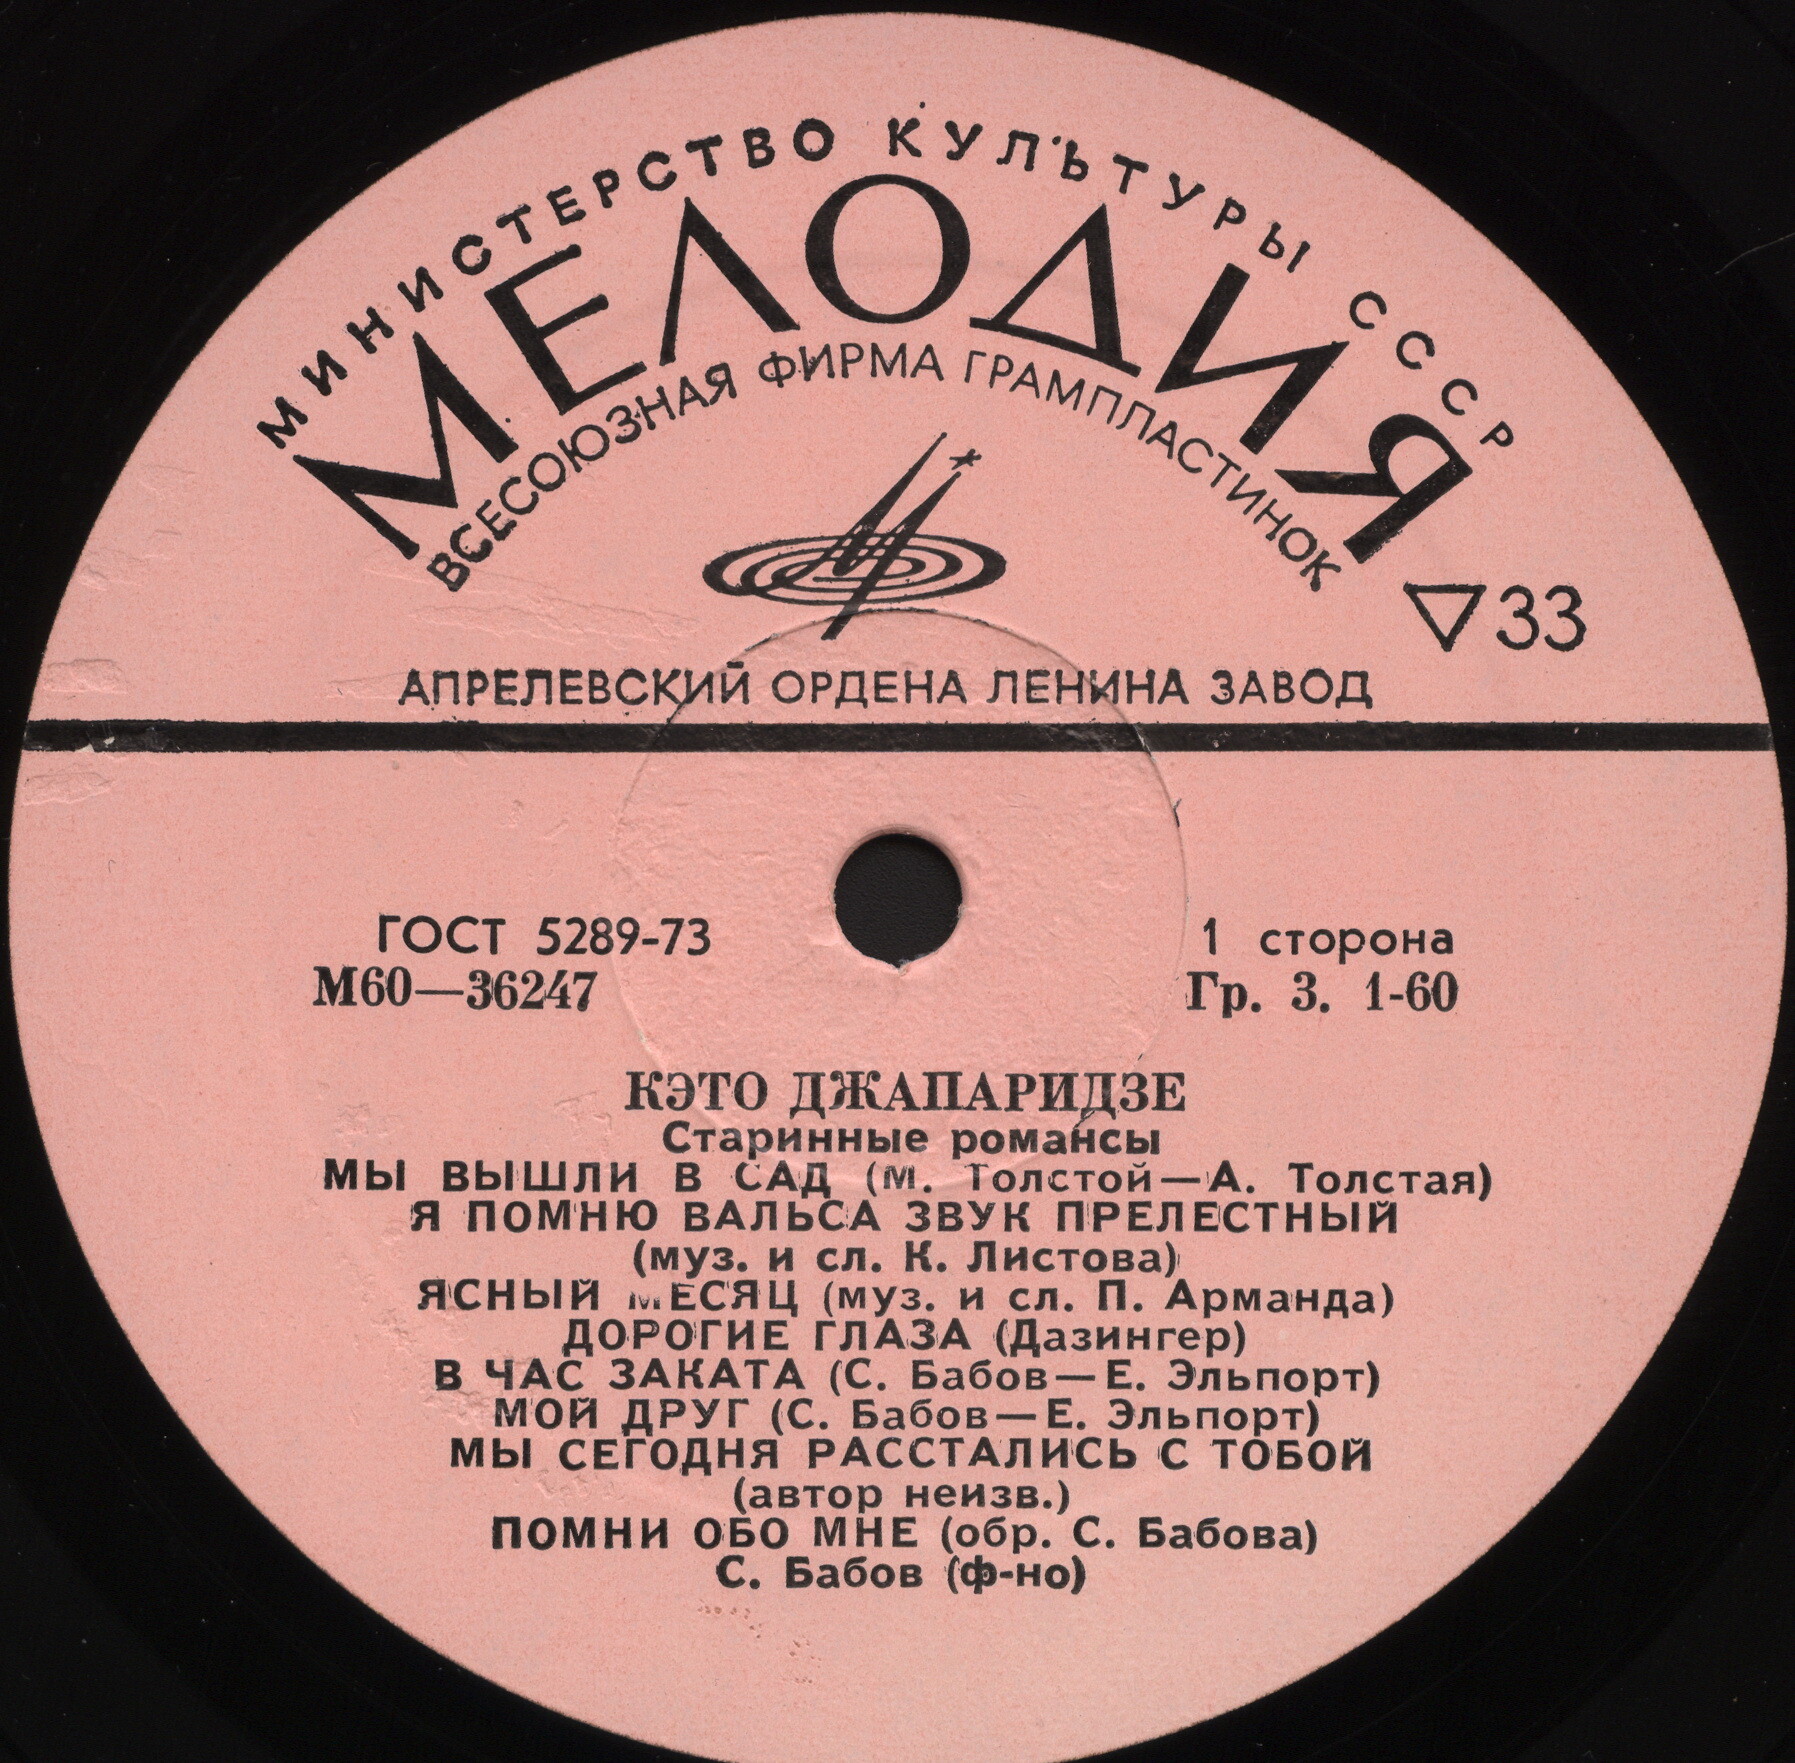 МИНИСТЕРСТВО КУЛЬТУРЫ СССР
МЕЛОДИЯ
ВСЕСОЮЗНАЯ ФИРМА ГРАМПЛАСТИНОК
33
АПРЕЛЕВСКИЙ ОРДЕНА ЛЕНИНА ЗАВОД
ГОСТ 5289-73
1 сторона
М60—36247
Гр. 3. 1-60
КЭТО ДЖАПАРИДЗЕ
Старинные романсы
МЫ ВЫШЛИ В САД (М. Толстой—А. Толстая)
Я ПОМНЮ ВАЛЬСА ЗВУК ПРЕЛЕСТНЫЙ
(муз. и сл. К. Листова)
ЯСНЫЙ МЕСЯЦ (муз. и сл. П. Арманда)
ДОРОГИЕ ГЛАЗА (Дазингер)
В ЧАС ЗАКАТА (С. Бабов—Е. Эльпорт)
МОЙ ДРУГ (С. Бабов—Е. Эльпорт)
МЫ СЕГОДНЯ РАССТАЛИСЬ С ТОБОЙ
(автор неизв.)
ПОМНИ ОБО МНЕ (обр. С. Бабова)
С. Бабов (ф-но)